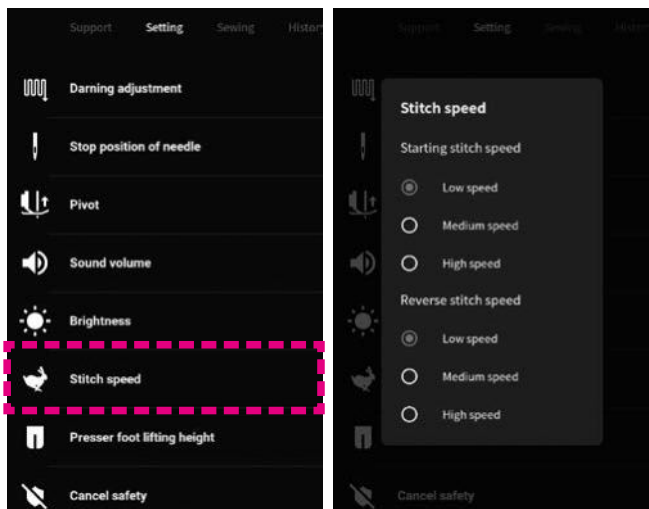 Support Setting Sewing Histor
Darning adjustment
Stop position of needle
Pivot
Sound volume
Brightness
Stitch speed
Presser foot lifting height
Cancel safety
Support Setting Sewing Histor
Stitch speed
Starting stitch speed
Low speed
Medium speed
High speed
Reverse stitch speed
Low speed
Medium speed
High speed
Cancel safety